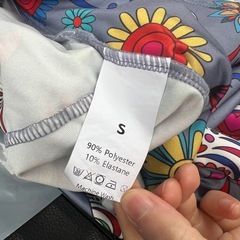 S
90% Polyester
10% Elastane
Machine Wash